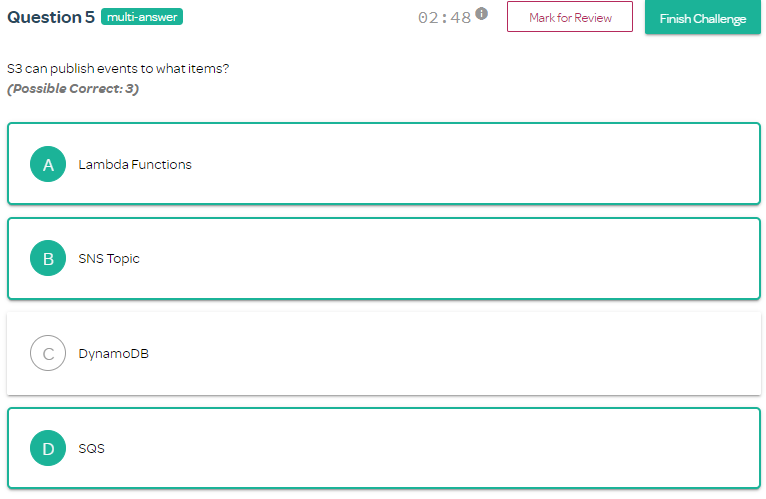 Question 5 multi-answer 02:48 i Mark for Review Finish Challenge
S3 can publish events to what items?
(Possible Correct: 3)
A Lambda Functions
B SNS Topic
C DynamoDB
D SQS